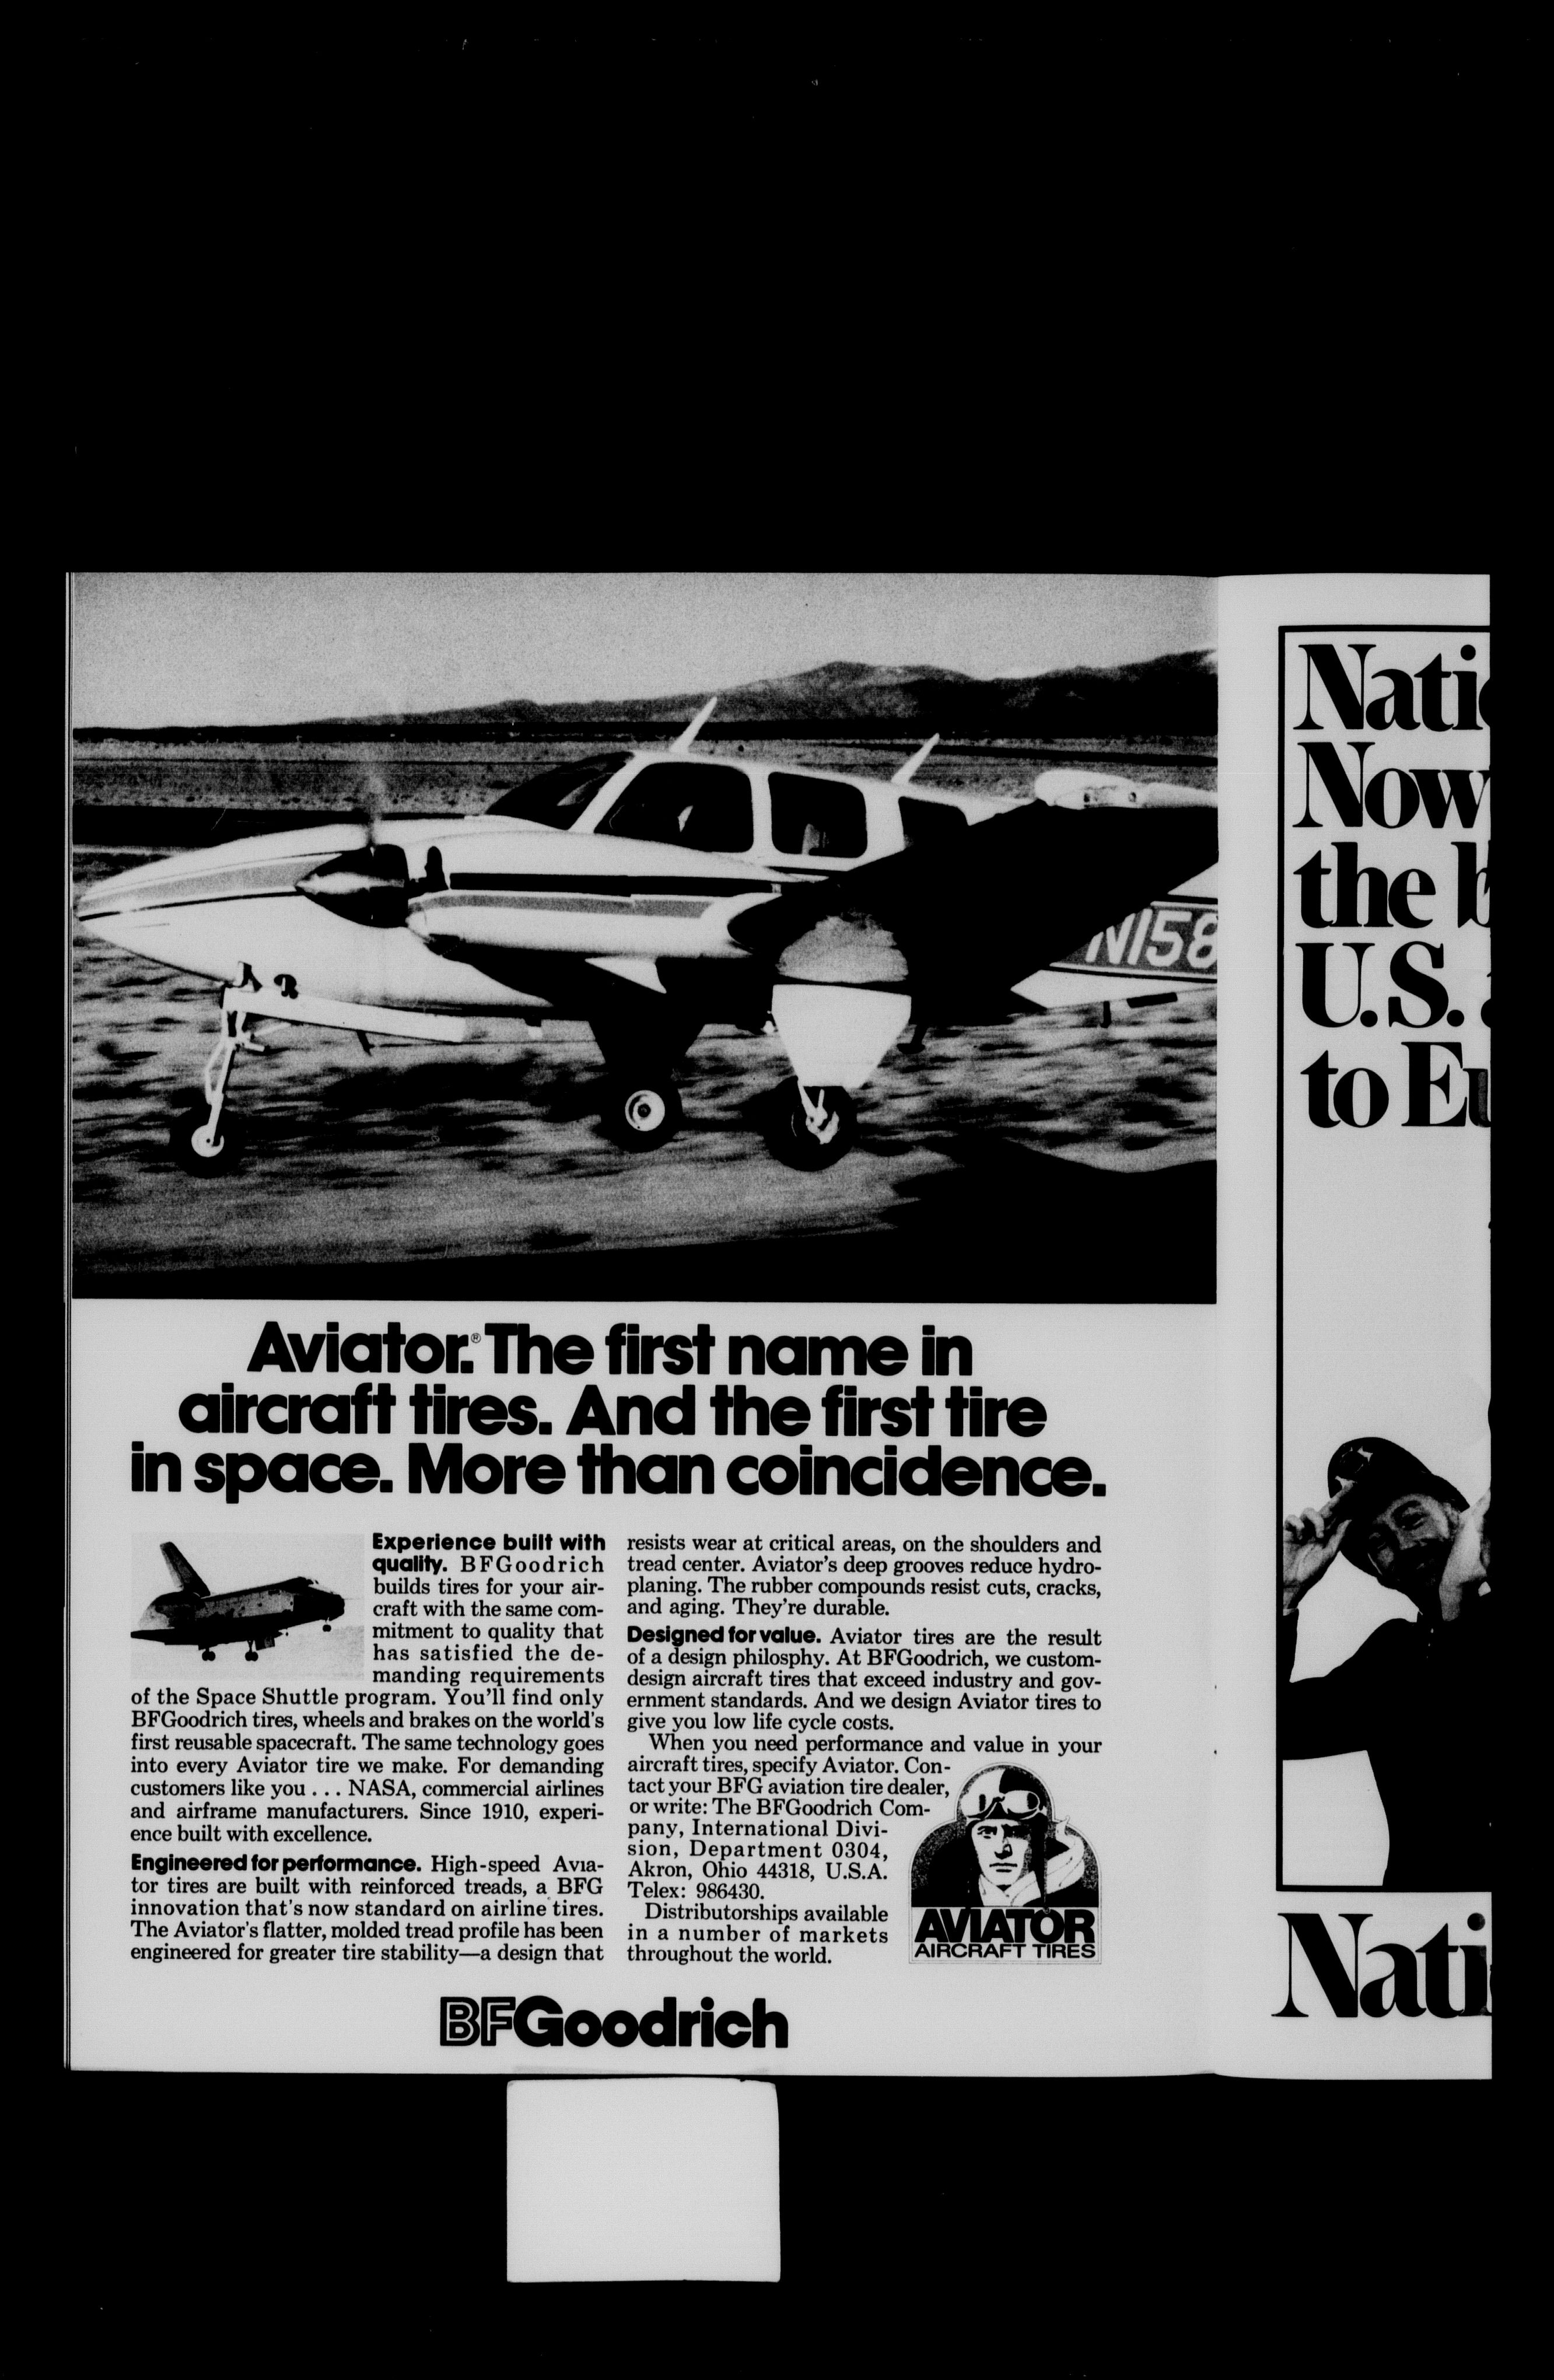 N158
Aviator.® The first name in
aircraft tires. And the first tire
in space. More than coincidence.
Experience built with
quality. BFGoodrich
builds tires for your air-
craft with the same com-
mitment to quality that
has satisfied the de-
manding requirements
of the Space Shuttle program. You'll find only
BFGoodrich tires, wheels and brakes on the world's
first reusable spacecraft. The same technology goes
into every Aviator tire we make. For demanding
customers like you . . . NASA, commercial airlines
and airframe manufacturers. Since 1910, experi-
ence built with excellence.
Engineered for performance. High-speed Avia-
tor tires are built with reinforced treads, a BFG
innovation that's now standard on airline tires.
The Aviator's flatter, molded tread profile has been
engineered for greater tire stability—a design that
resists wear at critical areas, on the shoulders and
tread center. Aviator's deep grooves reduce hydro-
planing. The rubber compounds resist cuts, cracks,
and aging. They're durable.
Designed for value. Aviator tires are the result
of a design philosphy. At BFGoodrich, we custom-
design aircraft tires that exceed industry and gov-
ernment standards. And we design Aviator tires to
give you low life cycle costs.
When you need performance and value in your
aircraft tires, specify Aviator. Con-
tact your BFG aviation tire dealer,
or write: The BFGoodrich Com-
pany, International Divi-
sion, Department 0304,
Akron, Ohio 44318, U.S.A.
Telex: 986430.
Distributorships available
in a number of markets
throughout the world.
AVIATOR
AIRCRAFT TIRES
BFGoodrich
Nati
Now
the b
U.S.
to Eu
Nati